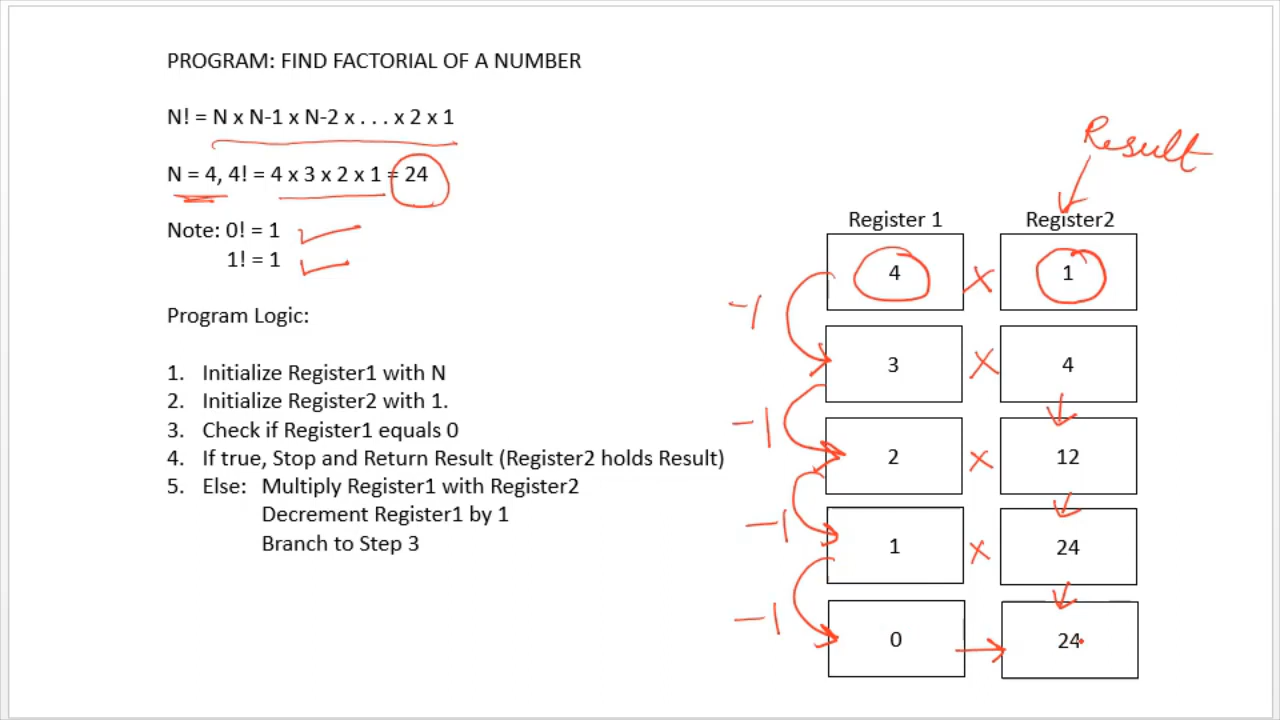 PROGRAM: FIND FACTORIAL OF A NUMBER
N! = N x N-1 x N-2 x . . . x 2 x 1
N = 4, 4! = 4 x 3 x 2 x 1 = 24
Note: 0! = 1
1! = 1
Program Logic:
1. Initialize Register1 with N
2. Initialize Register2 with 1.
3. Check if Register1 equals 0
4. If true, Stop and Return Result (Register2 holds Result)
5. Else: Multiply Register1 with Register2
Decrement Register1 by 1
Branch to Step 3
Result
Register 1 Register2
4 x 1
-1
3 x 4
-1
2 x 12
-1
1 x 24
-1
0 24